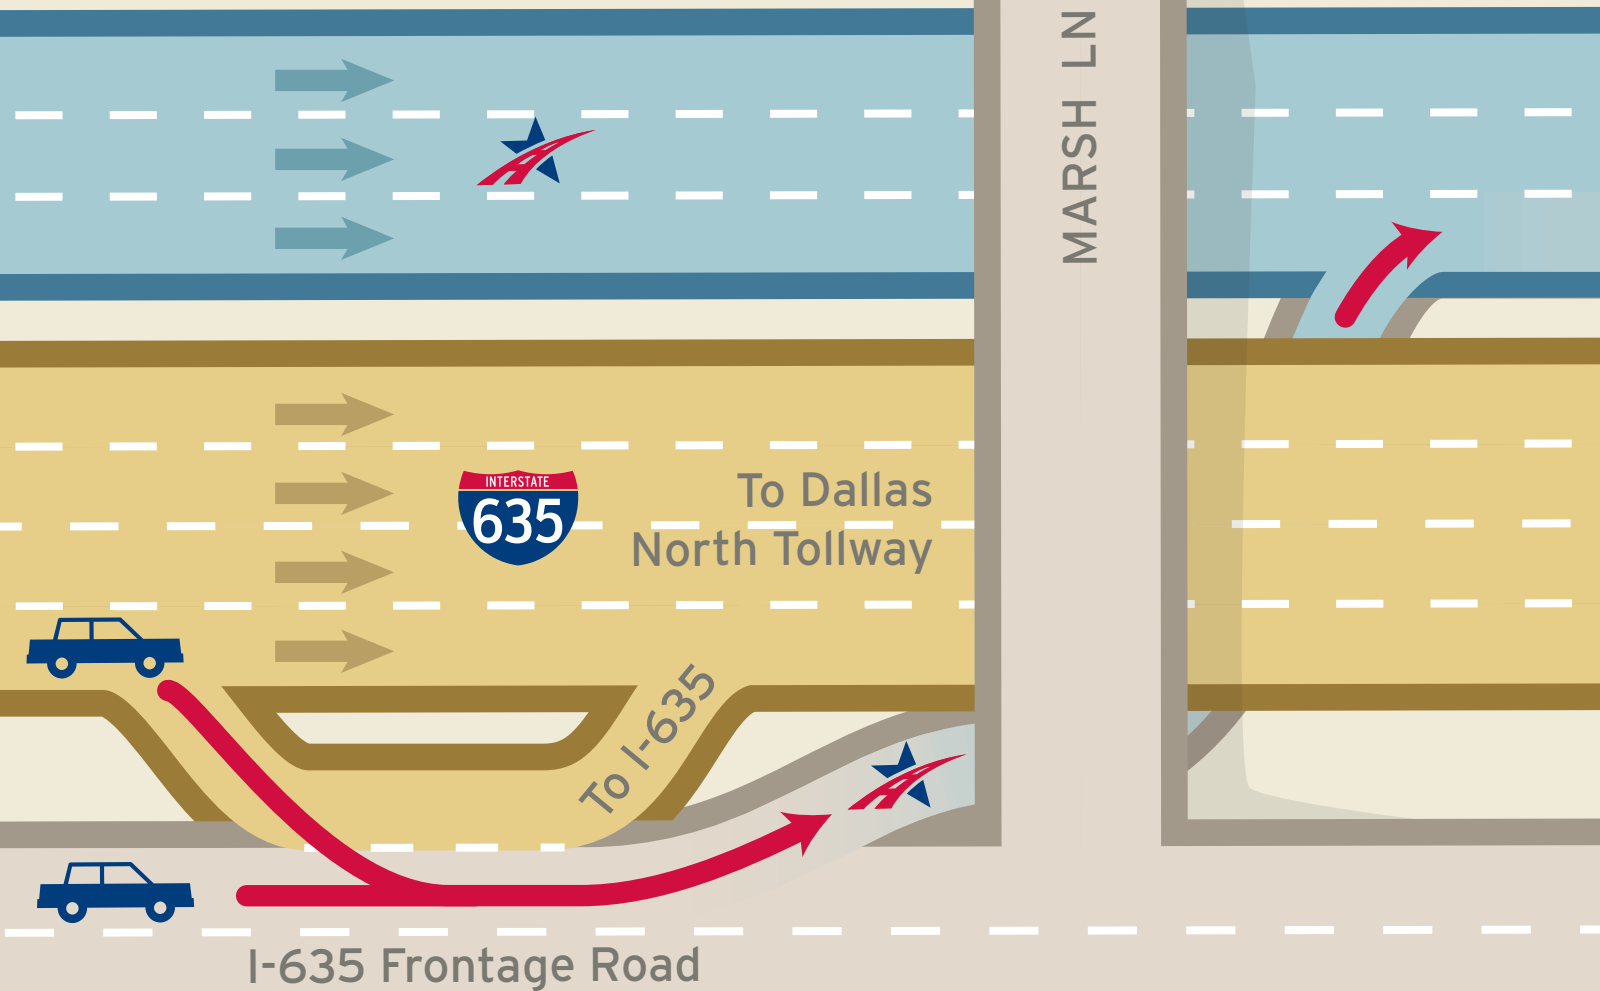 MARSH LN
INTERSTATE
635
To Dallas
North Tollway
To I-635
I-635 Frontage Road